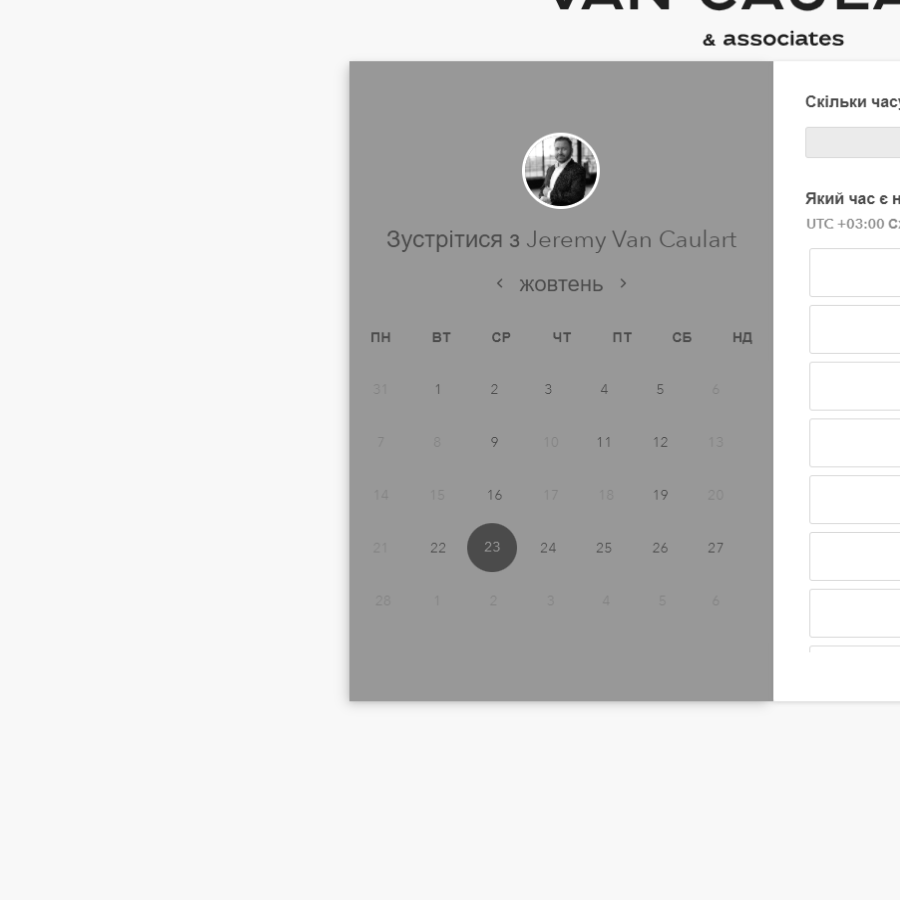 & associates
Зустрітися з Jeremy Van Caulart
жовтень
ПН ВТ СР ЧТ ПТ СБ НД
31 1 2 3 4 5 6
7 8 9 10 11 12 13
14 15 16 17 18 19 20
21 22 23 24 25 26 27
28 1 2 3 4 5 6
Скільки часу
Який час є
UTC +03:00